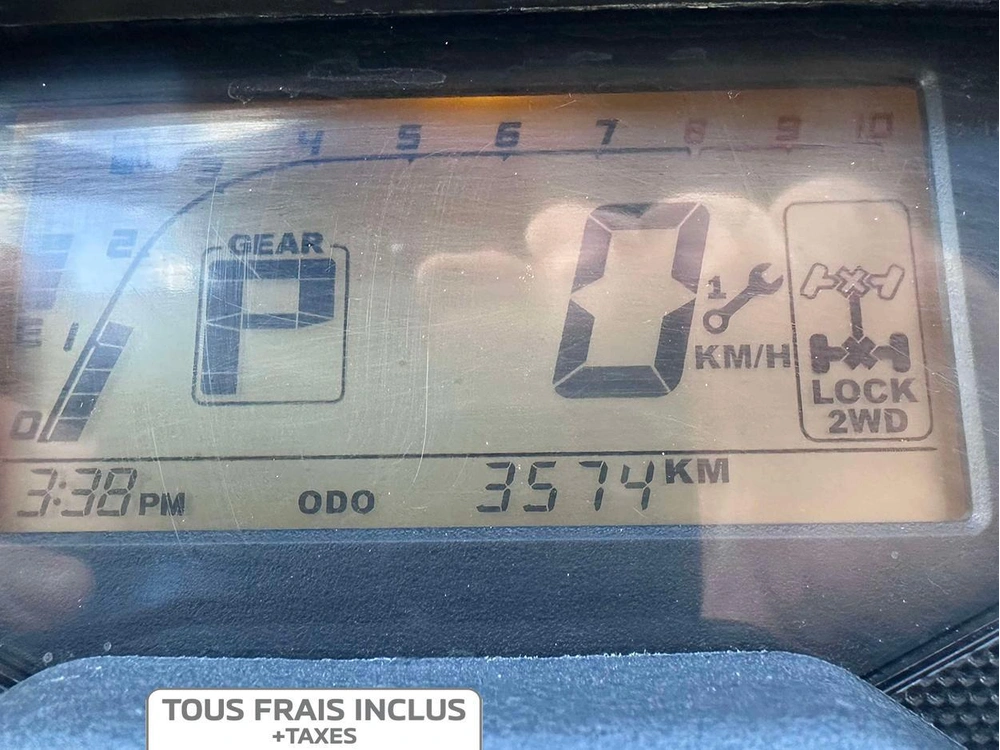 4 5 6 7 8 9 10
2
GEAR
P
0
1
KM/H
E 1
LOCK
2WD
0
3:38 PM ODO 3574 KM
TOUS FRAIS INCLUS
+TAXES